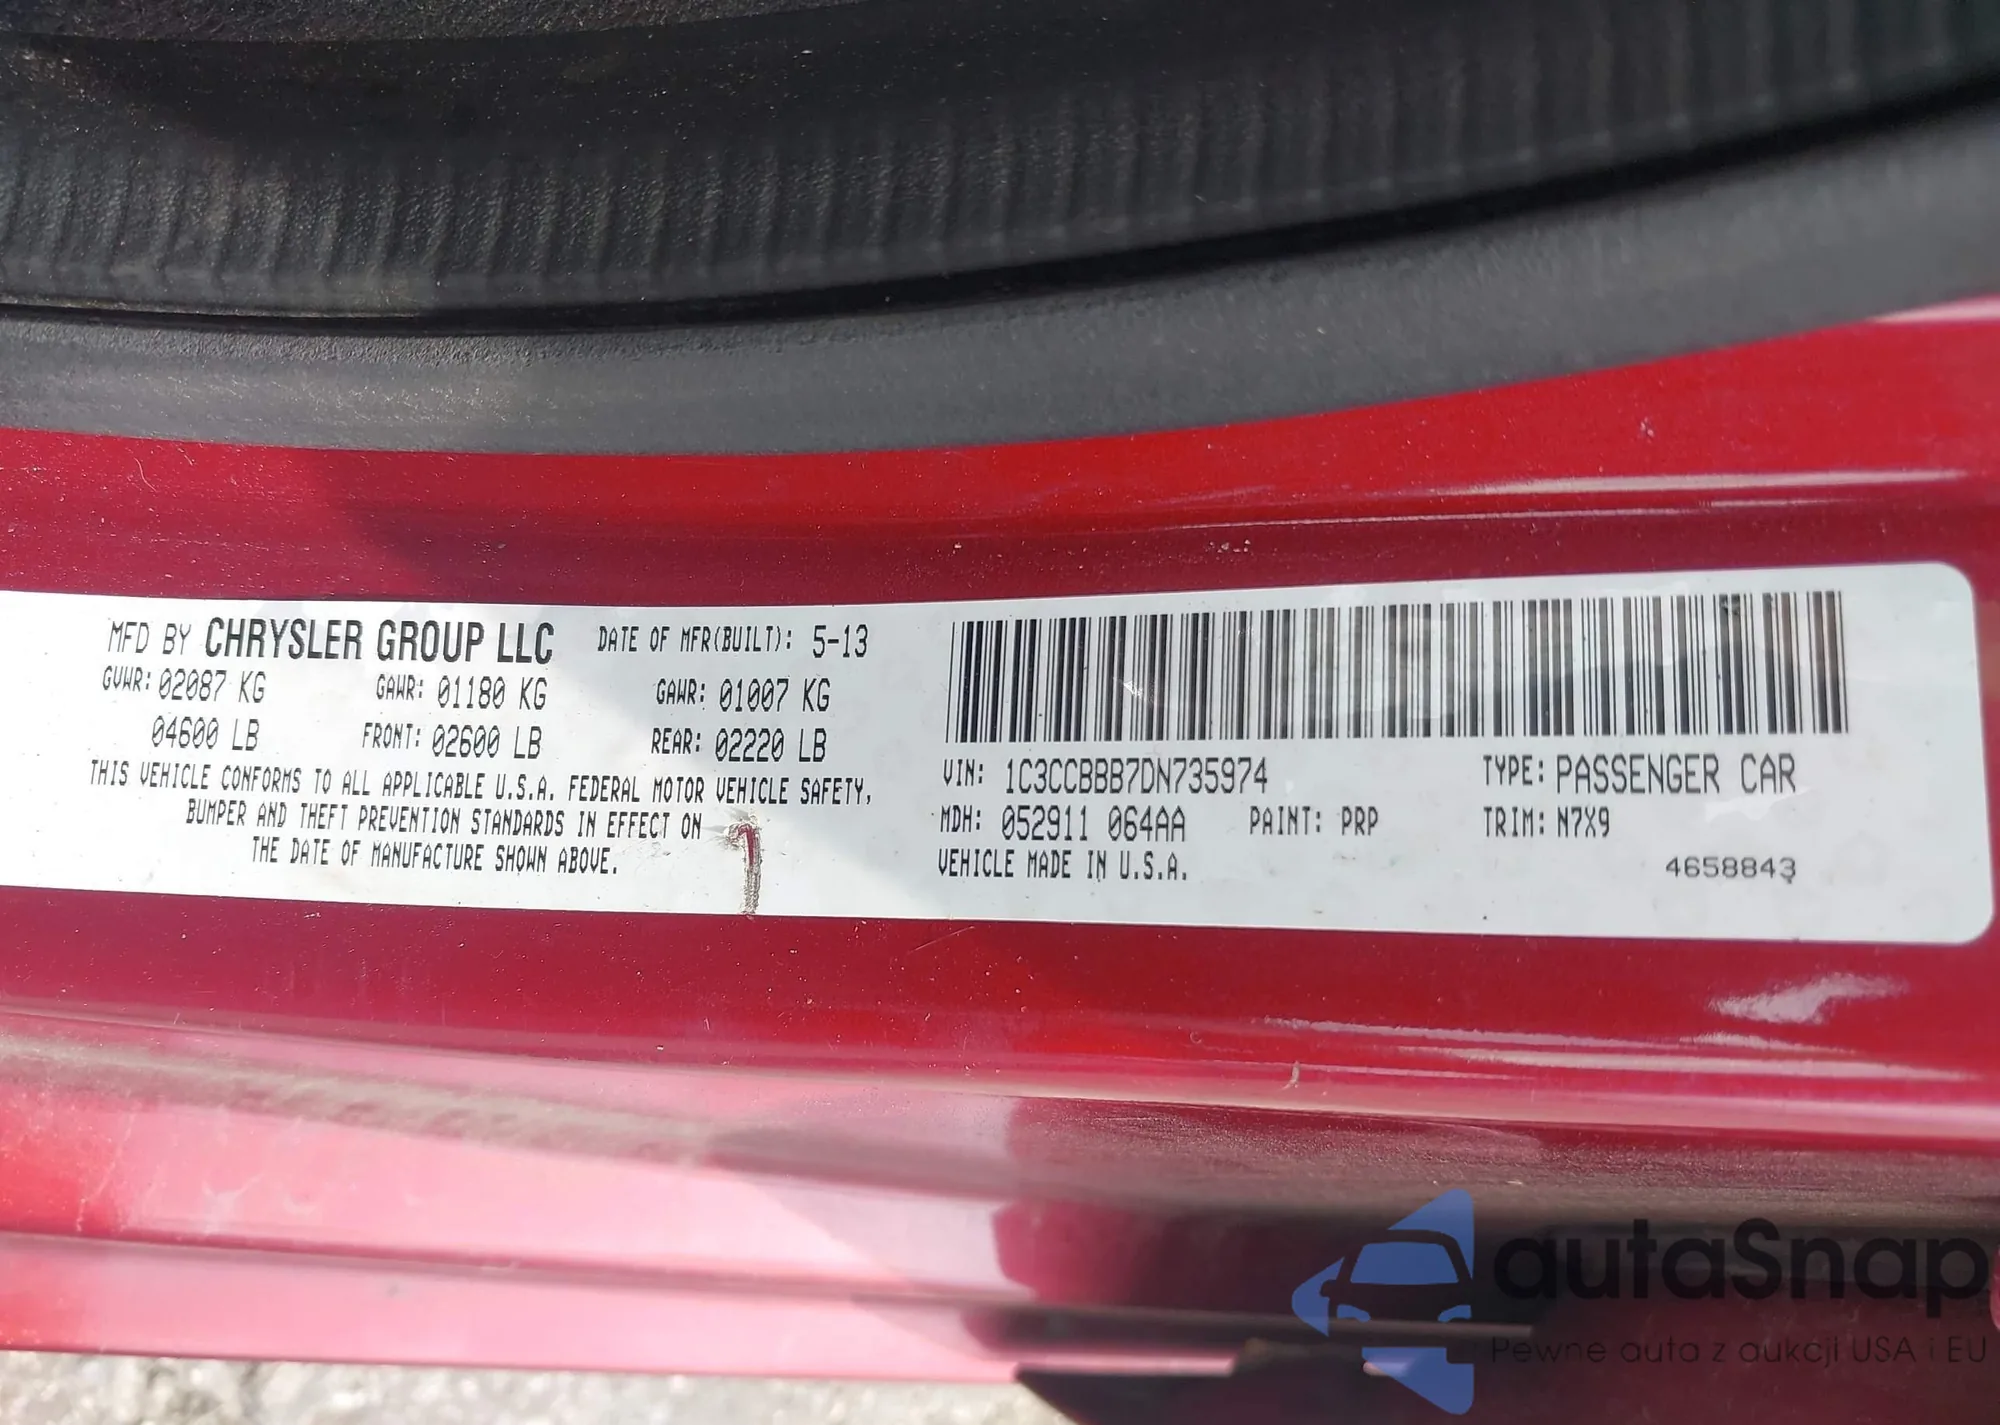 MFD BY CHRYSLER GROUP LLC DATE OF MFR(BUILT): 5-13
GVWR: 02087 KG GAWR: 01180 KG GAWR: 01007 KG
04600 LB FRONT: 02600 LB REAR: 02220 LB
THIS VEHICLE CONFORMS TO ALL APPLICABLE U.S.A. FEDERAL MOTOR VEHICLE SAFETY,
BUMPER AND THEFT PREVENTION STANDARDS IN EFFECT ON
THE DATE OF MANUFACTURE SHOWN ABOVE.
VIN: 1C3CCBBB7DN735974 TYPE: PASSENGER CAR
MDH: 052911 064AA PAINT: PRP TRIM: N7X9
VEHICLE MADE IN U.S.A.
4658843
autaSnap
Pewne auta z aukcji USA i EU